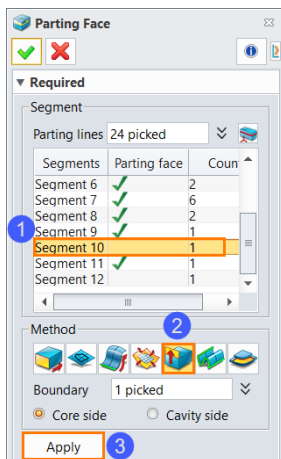 Parting Face
Required
Segment
Parting lines 24 picked
Segments Parting face Coun
Segment 6 2
Segment 7 6
Segment 8 2
1 Segment 9 1
Segment 10 1
Segment 11 1
Segment 12 1
Method 2
Boundary 1 picked
Core side Cavity side
Apply 3